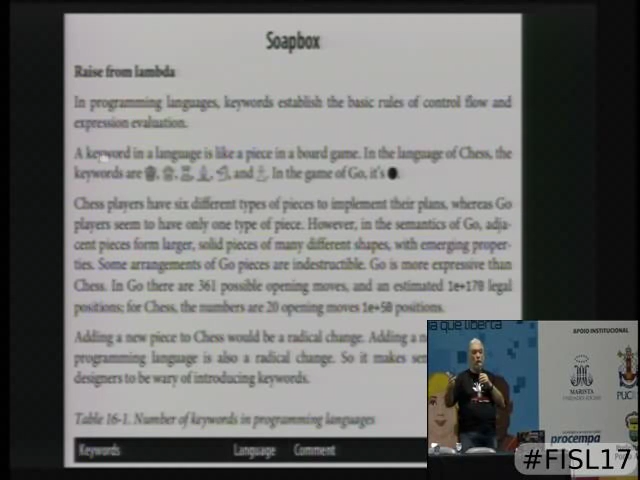 Soapbox
Raise from lambda
In programming languages, keywords establish the basic rules of control flow and
expression evaluation.
A keyword in a language is like a piece in a board game. In the language of Chess, the
keywords are ♚, ♛, ♜, ♝, ♞, and ♙. In the game of Go, it's ●.
Chess players have six different types of pieces to implement their plans, whereas Go
players seem to have only one type of piece. However, in the semantics of Go, adja-
cent pieces form larger, solid pieces of many different shapes, with emerging proper-
ties. Some arrangements of Go pieces are indestructible. Go is more expressive than
Chess. In Go there are 361 possible opening moves, and an estimated 1e+170 legal
positions; for Chess, the numbers are 20 opening moves 1e+50 positions.
Adding a new piece to Chess would be a radical change. Adding a
programming language is also a radical change. So it makes
designers to be wary of introducing keywords.
Table 16-1. Number of keywords in programming languages
Keywords Language Comment
la que liberta
APOIO INSTITUCIONAL
MARISTA
PUC
procempa
#FISL17